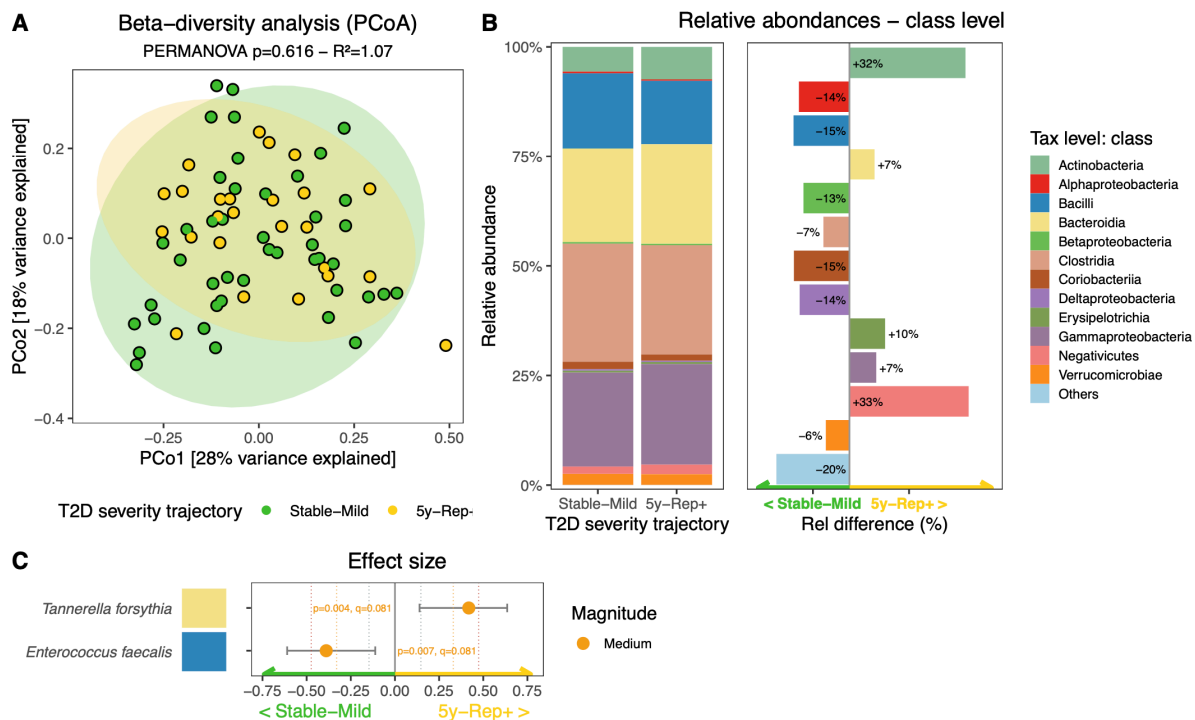 A
Beta−diversity analysis (PCoA)
PERMANOVA p=0.616 − R²=1.07
PCo2 [18% variance explained]
0.2
0.0
−0.2
−0.4
−0.25
0.00
0.25
0.50
PCo1 [28% variance explained]
T2D severity trajectory
Stable−Mild
5y−Rep-
B
Relative abondances − class level
Relative abundance
100%
75%
50%
25%
0%
Stable−Mild
5y−Rep+
T2D severity trajectory
+32%
−14%
−15%
+7%
−13%
−7%
−15%
−14%
+10%
+7%
+33%
−6%
−20%
< Stable−Mild
5y−Rep+ >
Rel difference (%)
Tax level: class
Actinobacteria
Alphaproteobacteria
Bacilli
Bacteroidia
Betaproteobacteria
Clostridia
Coriobacteriia
Deltaproteobacteria
Erysipelotrichia
Gammaproteobacteria
Negativicutes
Verrucomicrobiae
Others
C
Effect size
Tannerella forsythia
p=0.004, q=0.081
Enterococcus faecalis
p=0.007, q=0.081
−0.75
−0.50
−0.25
0.00
0.25
0.50
0.75
< Stable−Mild
5y−Rep+ >
Magnitude
Medium